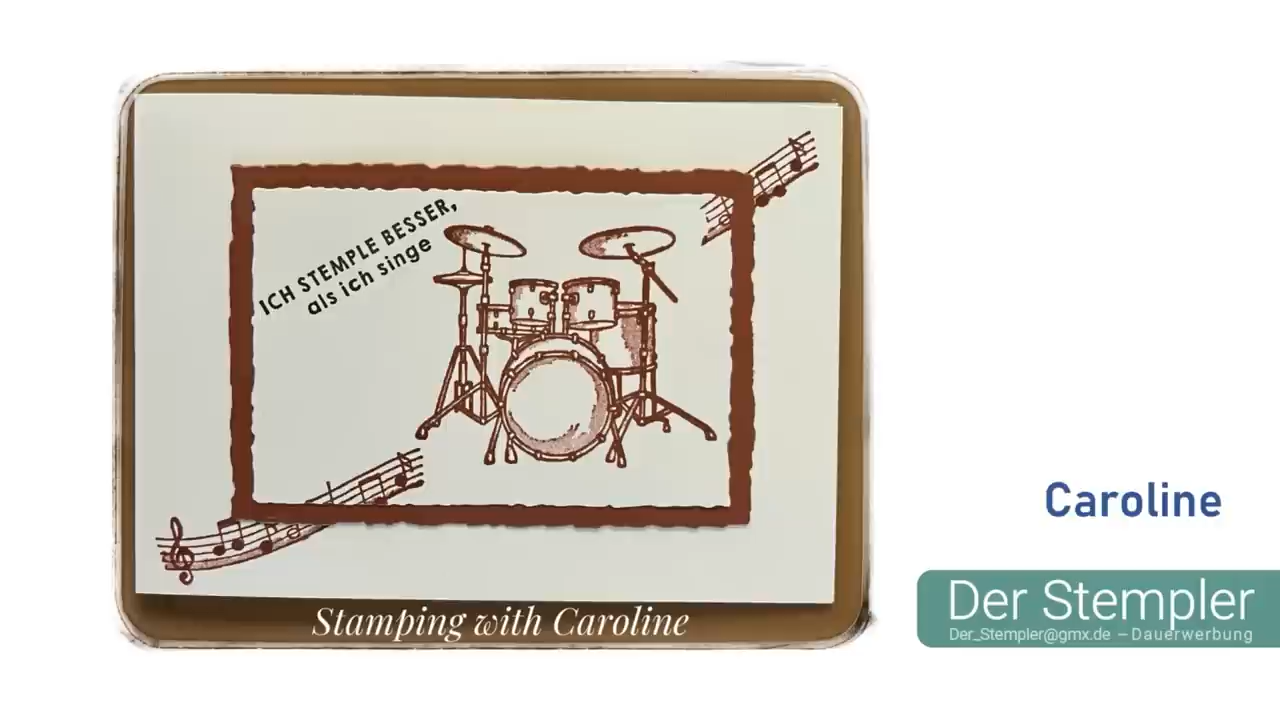 ICH STEMPLE BESSER,
als ich singe
Stamping with Caroline
Caroline
Der Stempler
Der_Stempler@gmx.de – Dauerwerbung